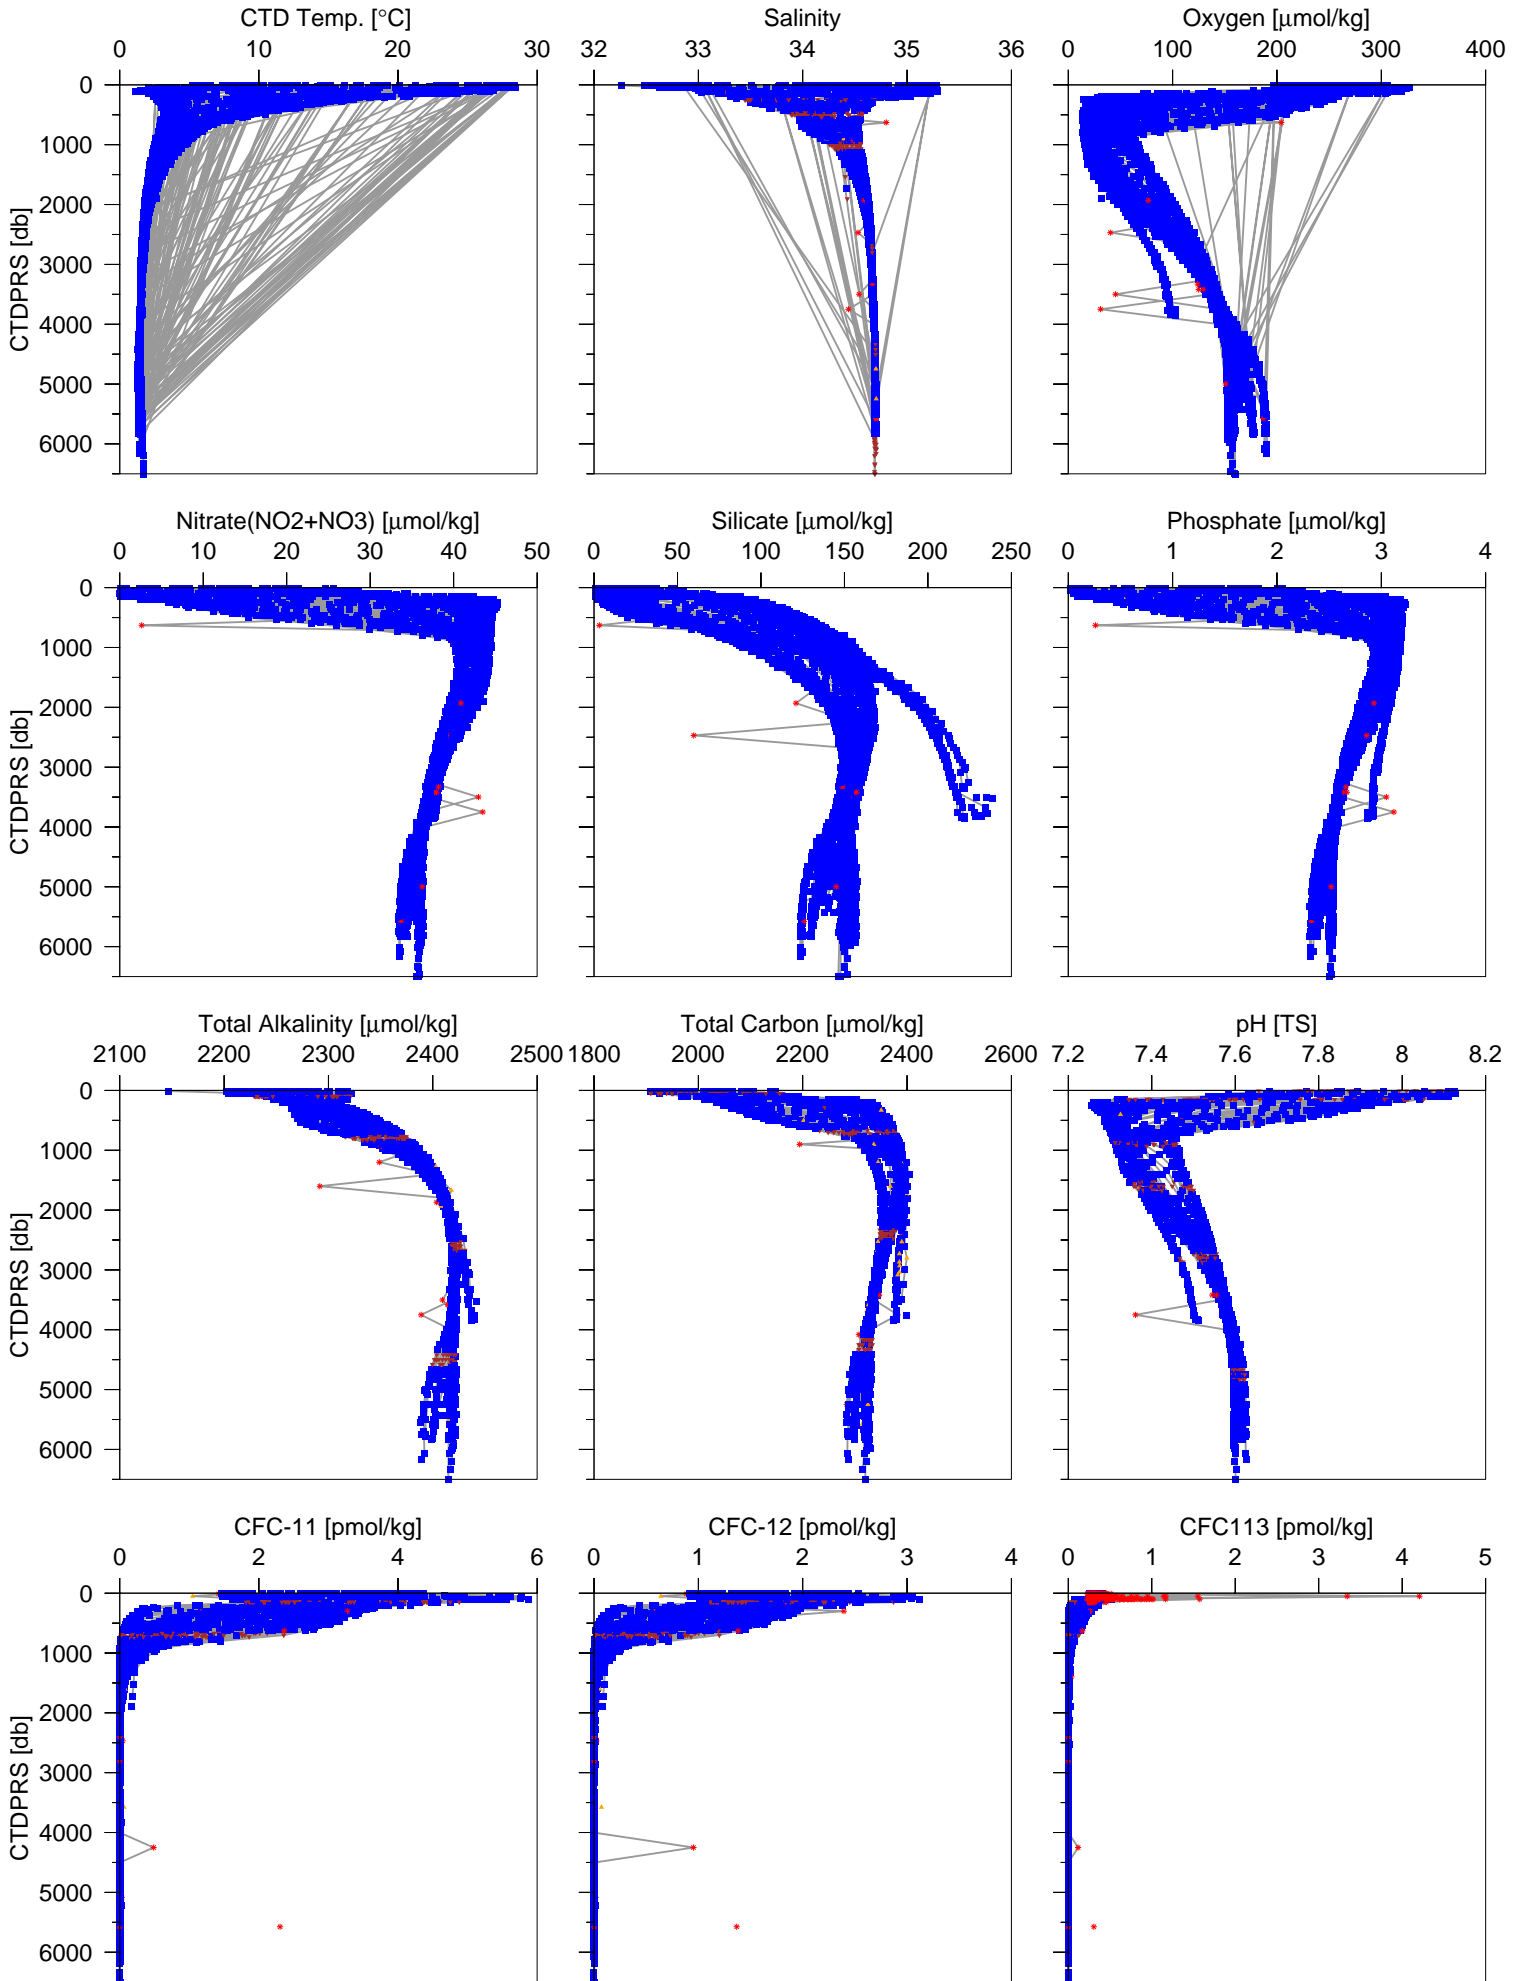 CTD Temp. [°C] Salinity Oxygen [μmol/kg]
0 10 20 30 32 33 34 35 36 0 100 200 300 400
0
1000
2000
3000
4000
5000
6000
CTDPRS [db]
Nitrate(NO2+NO3) [μmol/kg] Silicate [μmol/kg] Phosphate [μmol/kg]
0 10 20 30 40 50 0 50 100 150 200 250 0 1 2 3 4
0
1000
2000
3000
4000
5000
6000
CTDPRS [db]
Total Alkalinity [μmol/kg] Total Carbon [μmol/kg] pH [TS]
2100 2200 2300 2400 2500 1800 2000 2200 2400 2600 7.2 7.4 7.6 7.8 8 8.2
0
1000
2000
3000
4000
5000
6000
CTDPRS [db]
CFC-11 [pmol/kg] CFC-12 [pmol/kg] CFC113 [pmol/kg]
0 2 4 6 0 1 2 3 4 0 1 2 3 4 5
0
1000
2000
3000
4000
5000
6000
CTDPRS [db]